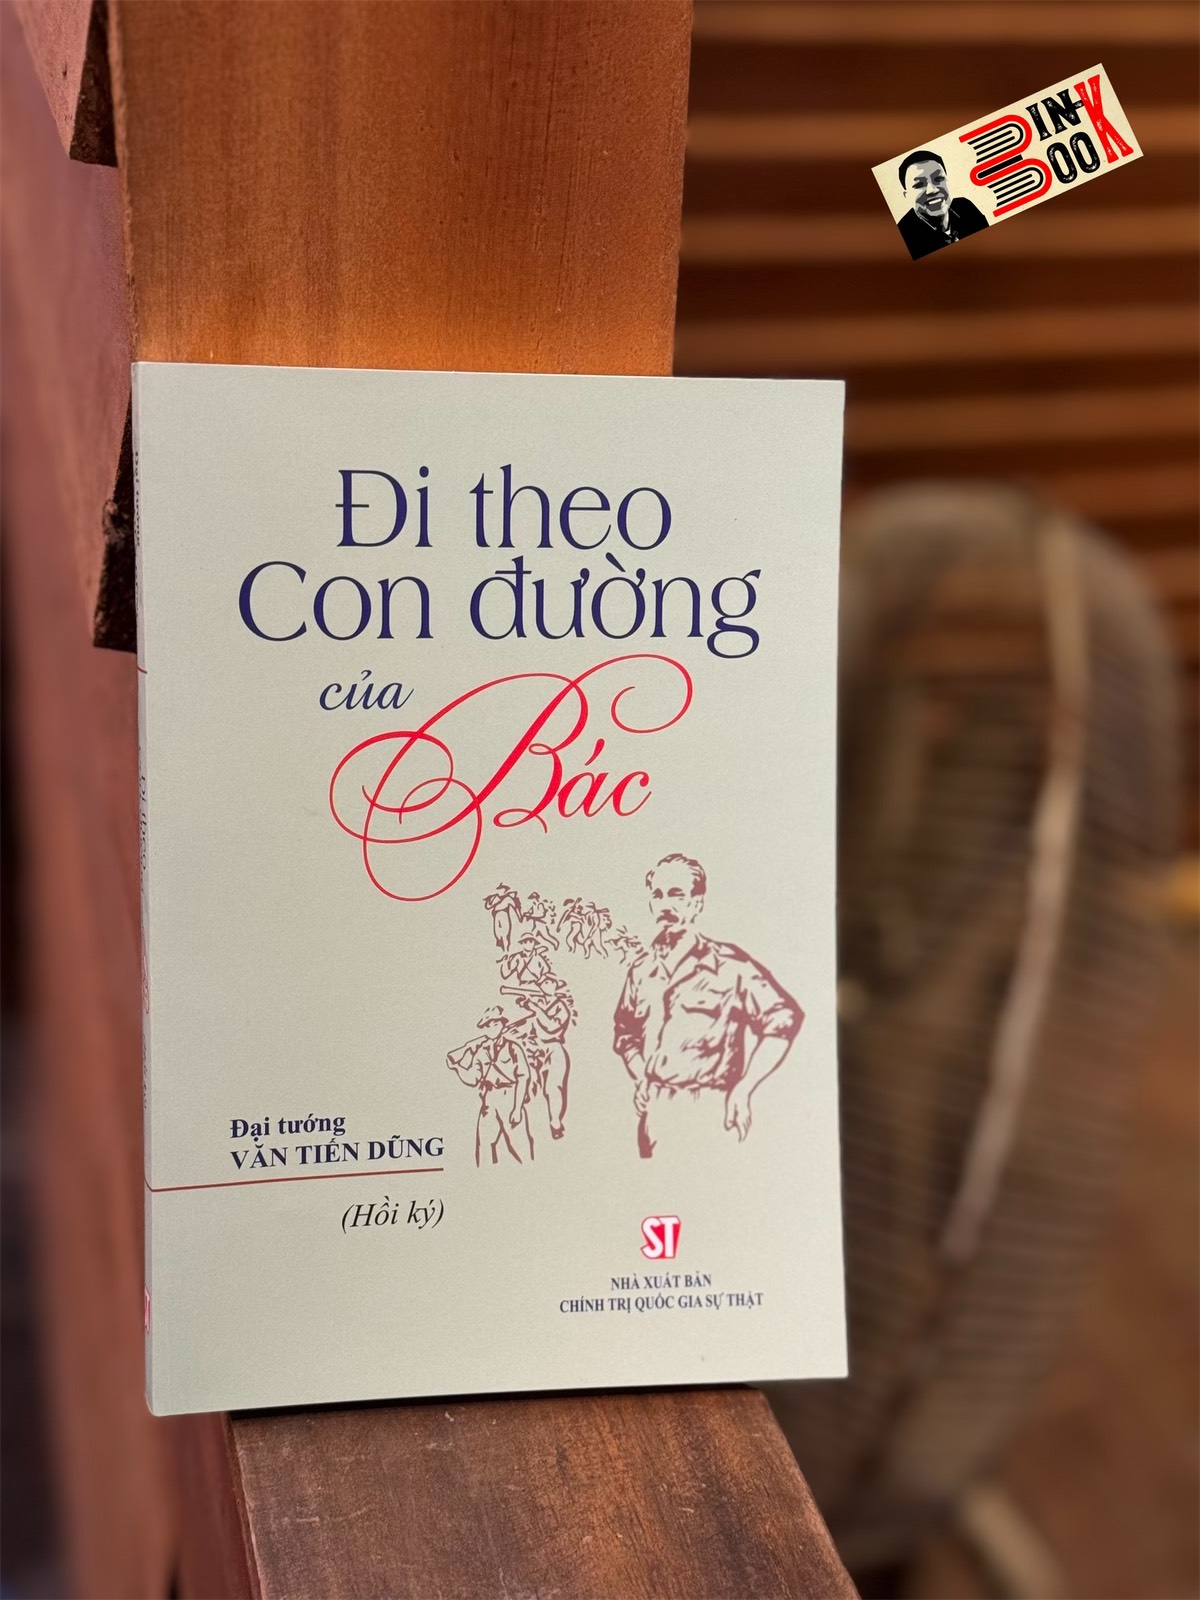 BIN-
BOOK
Đi theo
Con đường
của
Bác
Đại tướng
VĂN TIẾN DŨNG
(Hồi ký)
ST
NHÀ XUẤT BẢN
CHÍNH TRỊ QUỐC GIA SỰ THẬT